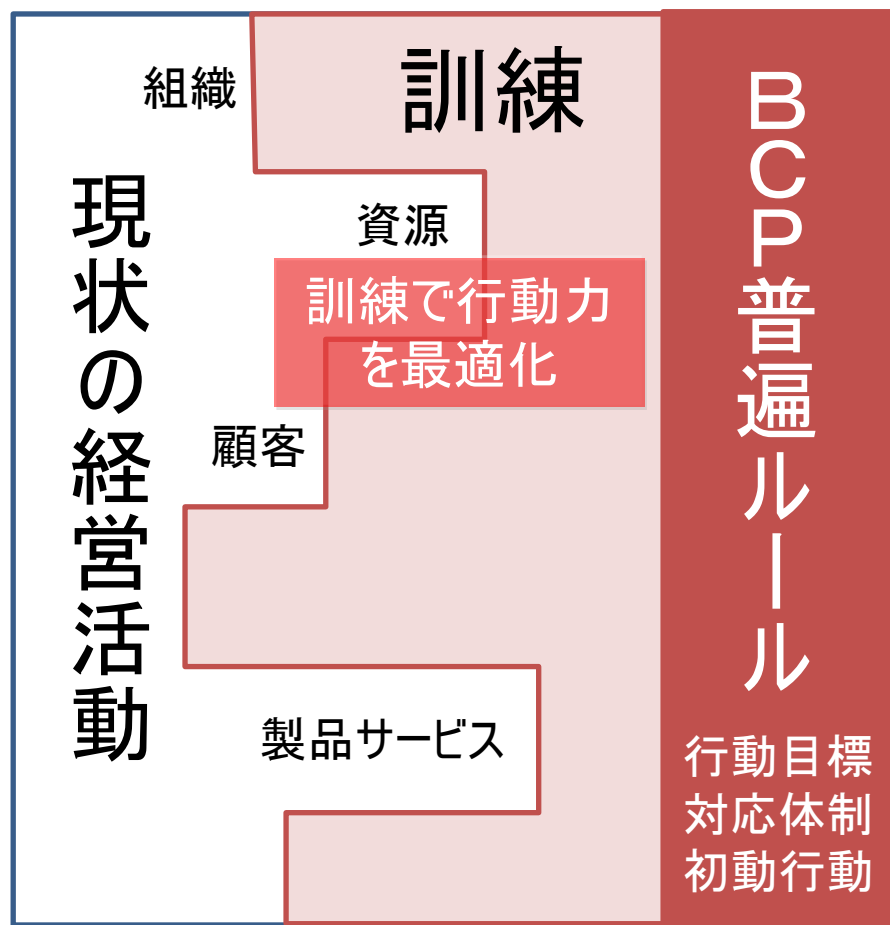 組織
訓練
資源
現状の経営活動
訓練で行動力
を最適化
顧客
製品サービス
BCP普遍ルール
行動目標
対応体制
初動行動